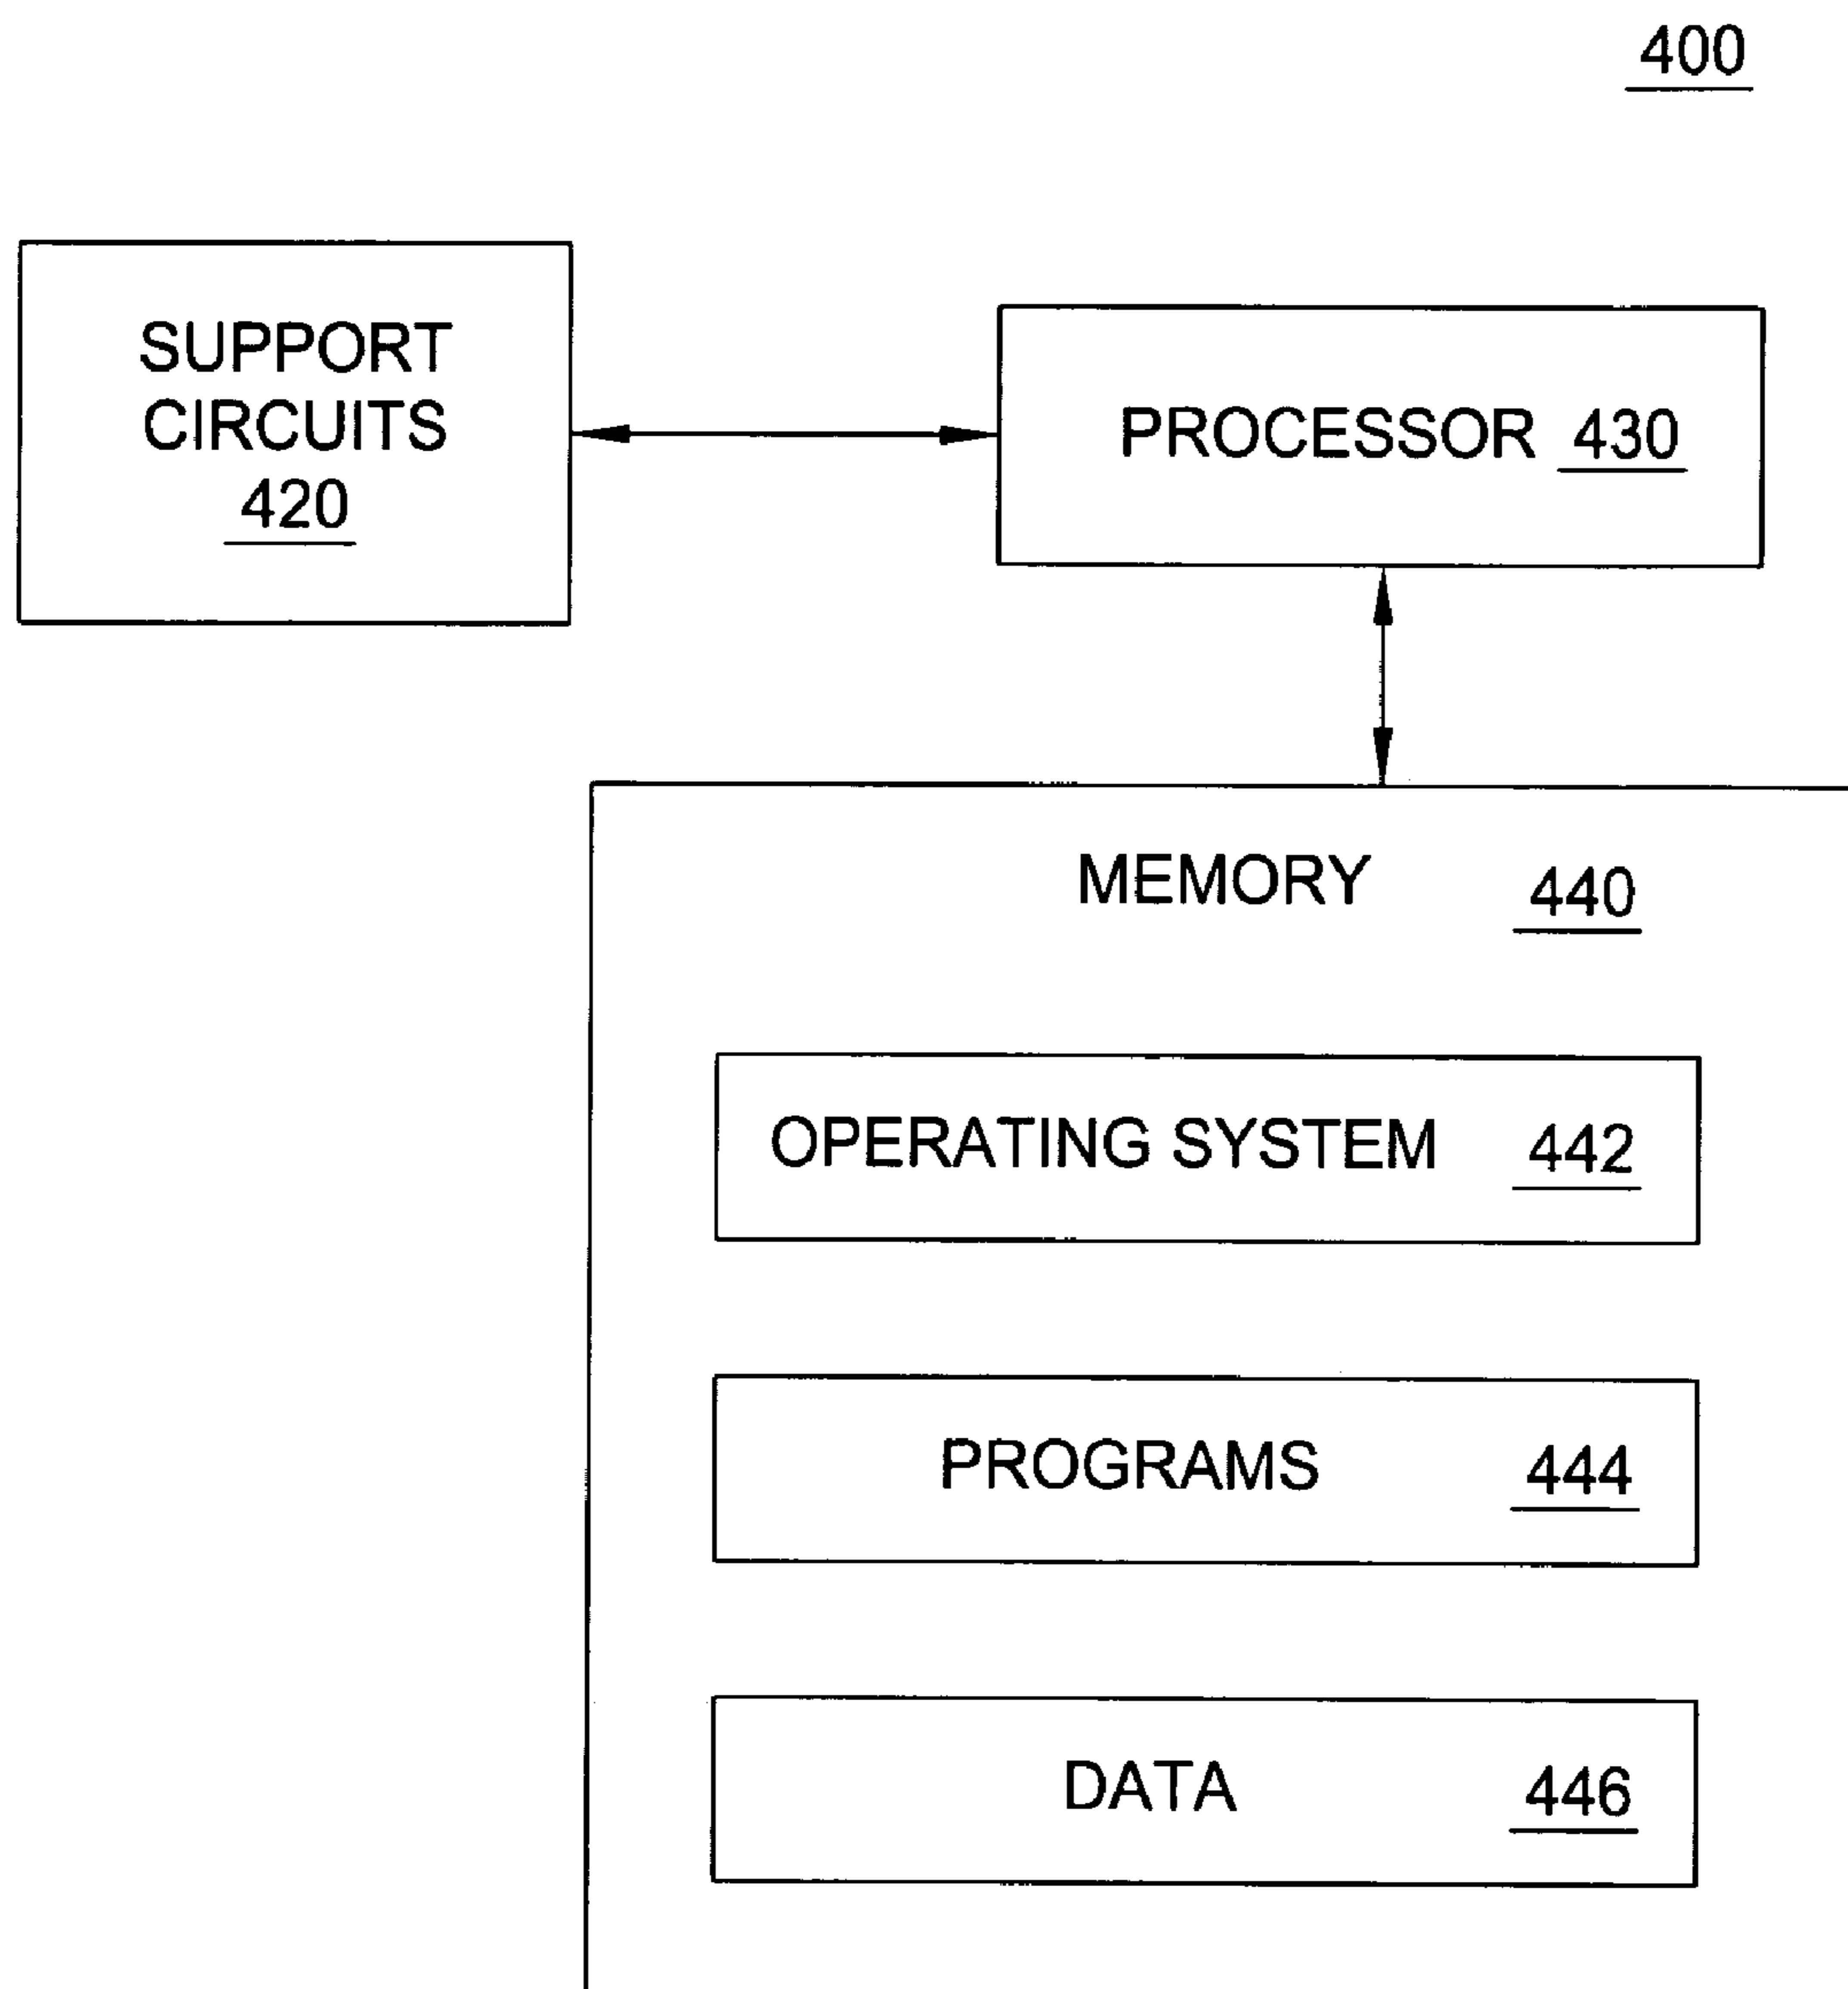 400
SUPPORT
CIRCUITS
420
PROCESSOR 430
MEMORY 440
OPERATING SYSTEM 442
PROGRAMS 444
DATA 446